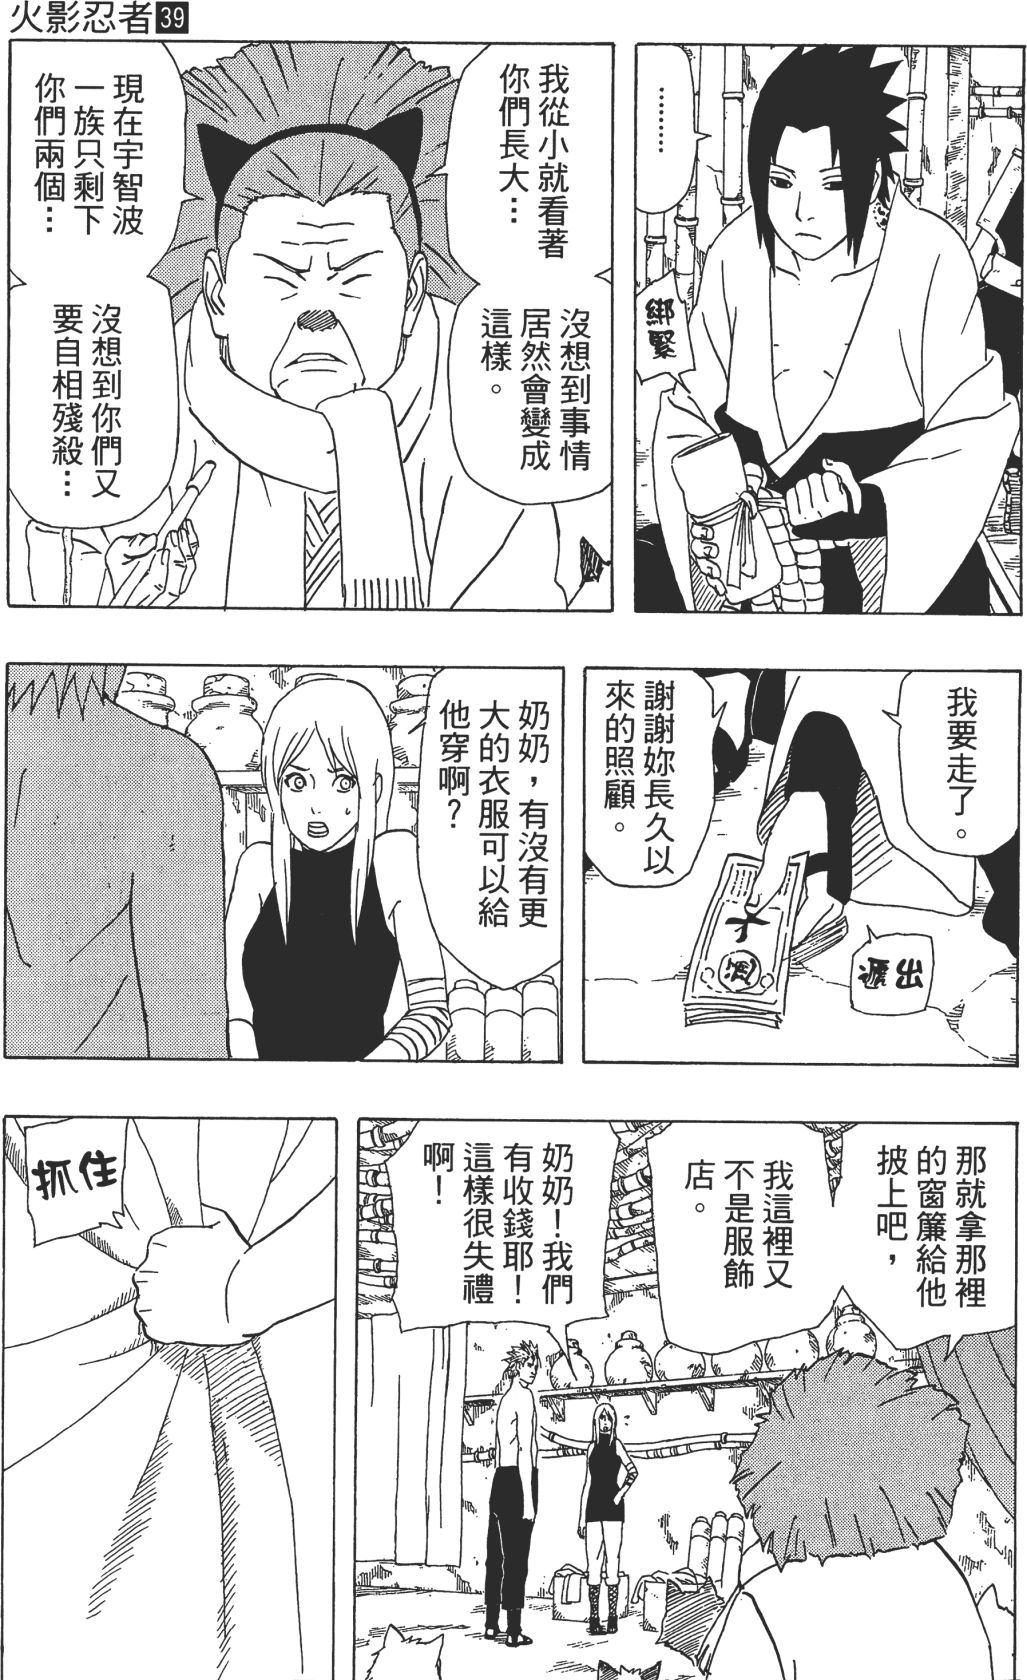 火影忍者39
………
綁緊
我從小就看著
你們長大…
沒想到事情
居然會變成
這樣。
現在宇智波
一族只剩下
你們兩個…
沒想到你們又
要自相殘殺…
我要走了。
遞出
謝謝妳長久以
來的照顧。
奶奶，有沒有更
大的衣服可以給
他穿啊？
那就拿那裡
的窗簾給他
披上吧，
我這裡又
不是服飾
店。
奶奶！我們
有收錢耶！
這樣很失禮
啊！
抓住